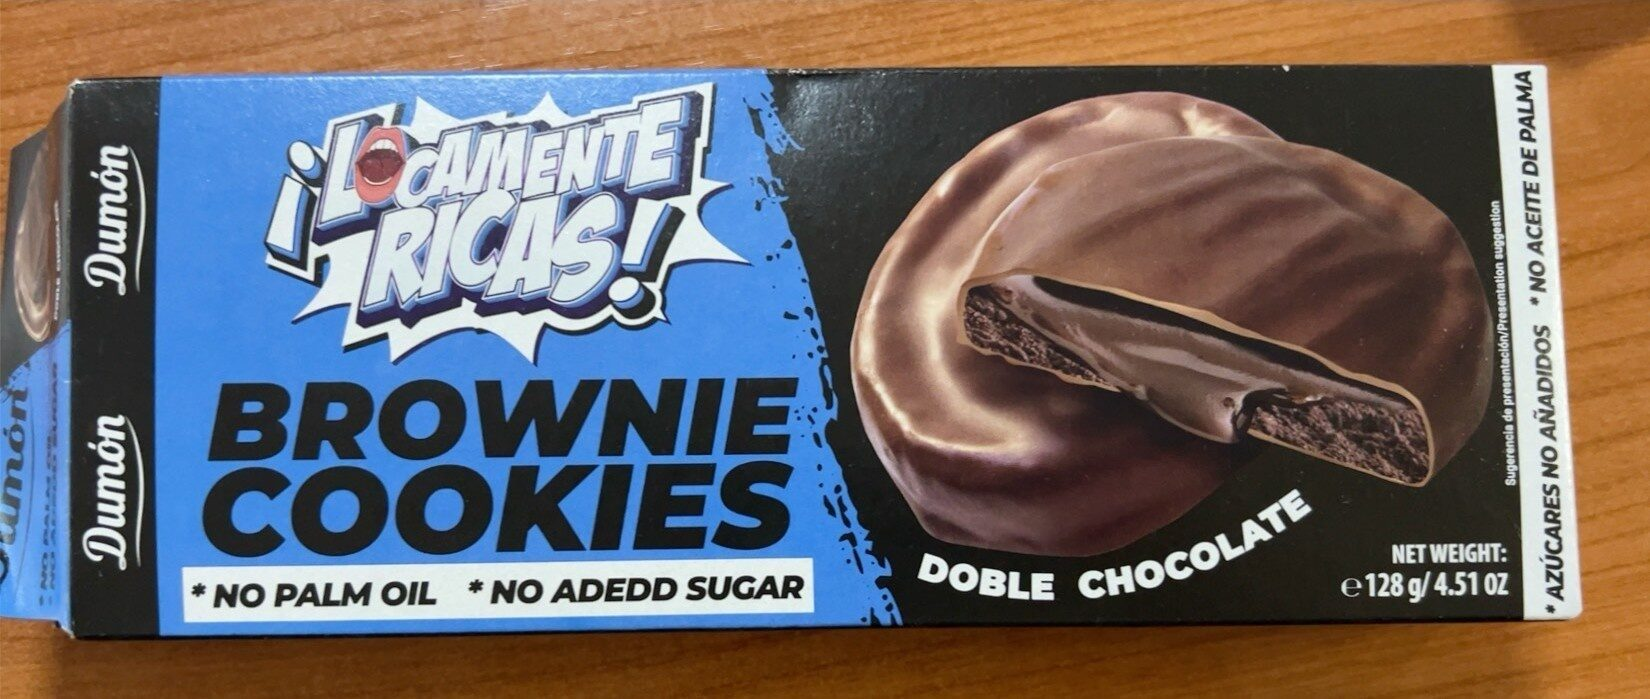 Dumón
Dumón
¡LOCAMENTE
RICAS!
BROWNIE
COOKIES
* NO PALM OIL * NO ADEDD SUGAR
DOBLE CHOCOLATE
NET WEIGHT:
e 128 g/ 4.51 OZ
Sugerencia de presentación/Presentation suggestion
* AZÚCARES NO AÑADIDOS * NO ACEITE DE PALMA